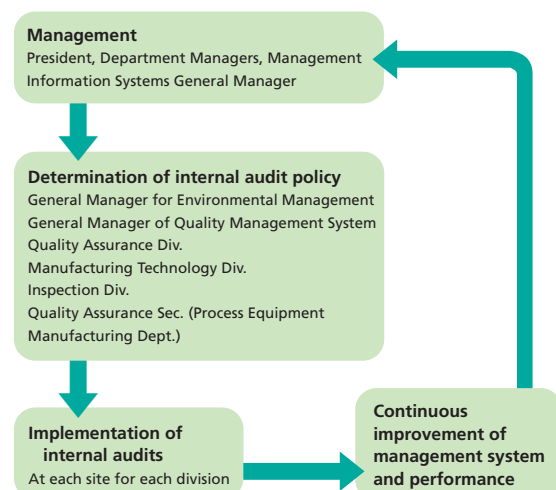 Management
President, Department Managers, Management
Information Systems General Manager
Determination of internal audit policy
General Manager for Environmental Management
General Manager of Quality Management System
Quality Assurance Div.
Manufacturing Technology Div.
Inspection Div.
Quality Assurance Sec. (Process Equipment
Manufacturing Dept.)
Implementation of
internal audits
At each site for each division
Continuous
improvement of
management system
and performance